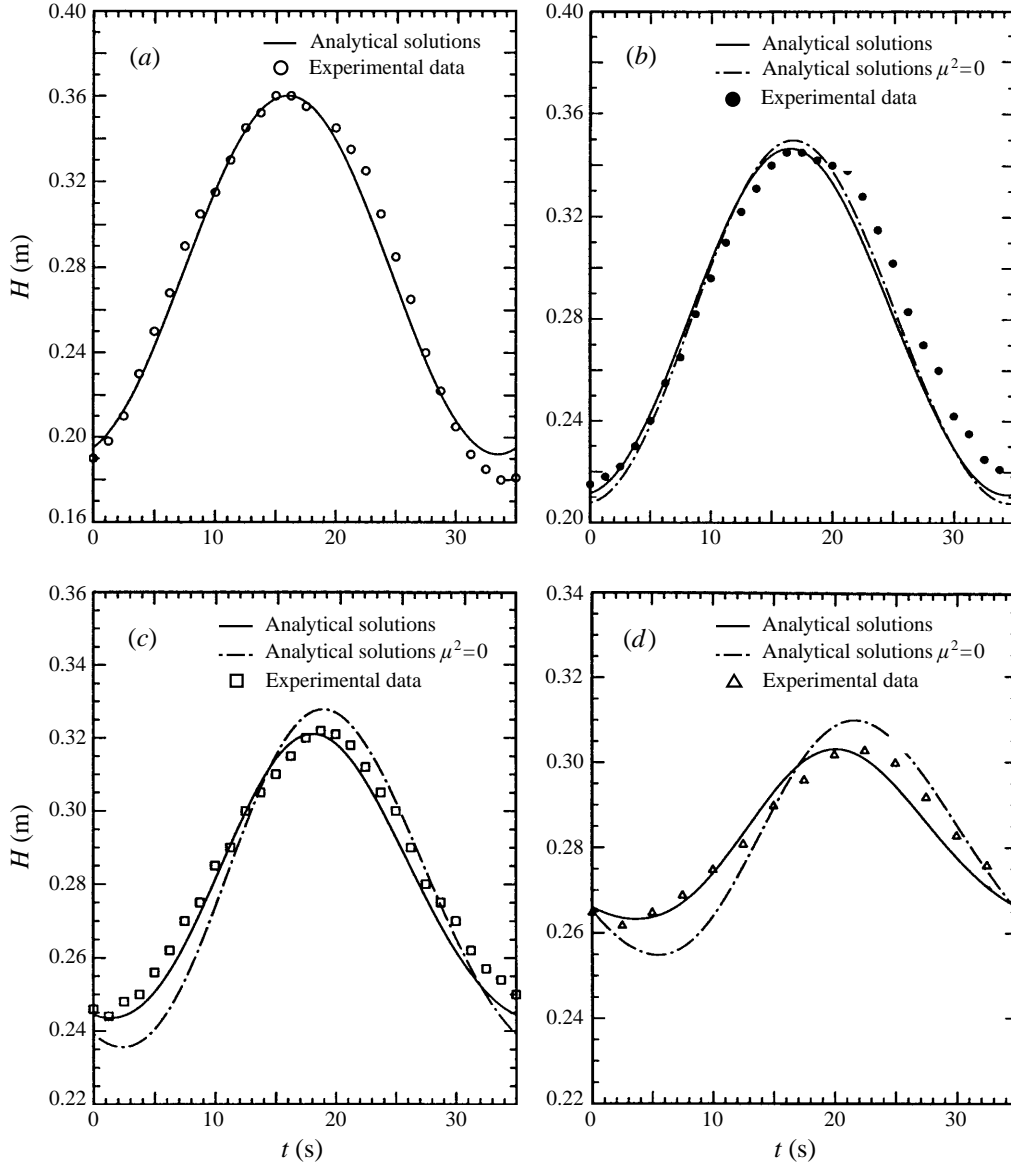 0.40
0.36
0.32
0.28
0.24
0.20
0.16
H (m)
(a)
Analytical solutions
Experimental data
0
10
20
30
0.40
0.36
0.32
0.28
0.24
0.20
(b)
Analytical solutions
Analytical solutions μ²=0
Experimental data
0
10
20
30
0.36
0.34
0.32
0.30
0.28
0.26
0.24
0.22
H (m)
(c)
Analytical solutions
Analytical solutions μ²=0
Experimental data
0
10
20
30
t (s)
0.34
0.32
0.30
0.28
0.26
0.24
0.22
(d)
Analytical solutions
Analytical solutions μ²=0
Experimental data
0
10
20
30
t (s)